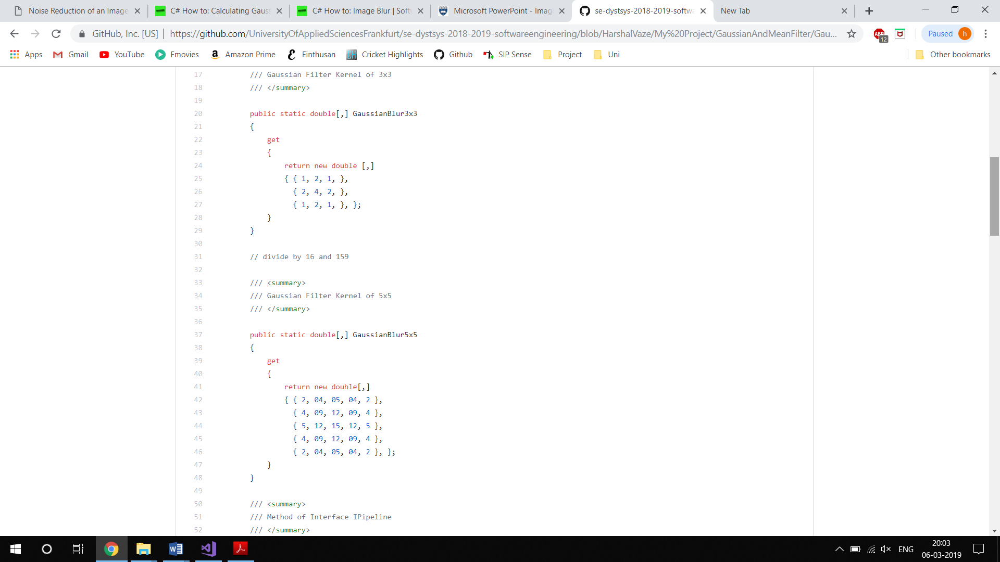 Noise Reduction of an Image
C# How to: Calculating Gauss
C# How to: Image Blur | Soft
Microsoft PowerPoint - Imag
se-dystsys-2018-2019-softwa
New Tab
GitHub, Inc. [US] | https://github.com/UniversityOfAppliedSciencesFrankfurt/se-dystsys-2018-2019-softwareengineering/blob/HarshalVaze/My%20Project/GaussianAndMeanFilter/Gau...
ABP 12
Paused h
Apps Gmail YouTube Fmovies Amazon Prime Einthusan Cricket Highlights Github SIP Sense Project Uni Other bookmarks
17 /// Gaussian Filter Kernel of 3x3
18 /// </summary>
19
20 public static double[,] GaussianBlur3x3
21 {
22 get
23 {
24 return new double [,]
25 { { 1, 2, 1, },
26 { 2, 4, 2, },
27 { 1, 2, 1, }, };
28 }
29 }
30
31 // divide by 16 and 159
32
33 /// <summary>
34 /// Gaussian Filter Kernel of 5x5
35 /// </summary>
36
37 public static double[,] GaussianBlur5x5
38 {
39 get
40 {
41 return new double[,]
42 { { 2, 04, 05, 04, 2 },
43 { 4, 09, 12, 09, 4 },
44 { 5, 12, 15, 12, 5 },
45 { 4, 09, 12, 09, 4 },
46 { 2, 04, 05, 04, 2 }, };
47 }
48 }
49
50 /// <summary>
51 /// Method of Interface IPipeline
52 /// </summary>
ENG
20:03
06-03-2019